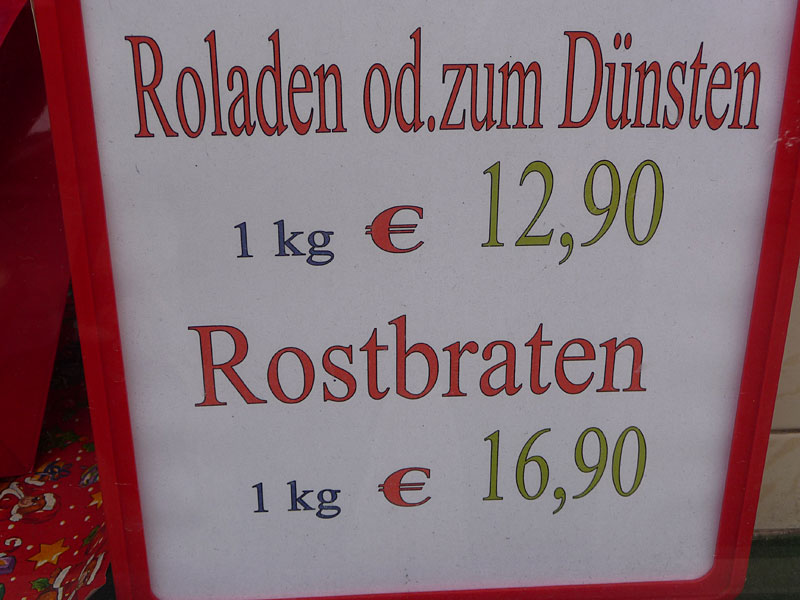 Roladen od.zum Dünsten
1 kg € 12,90
Rostbraten
1 kg € 16,90